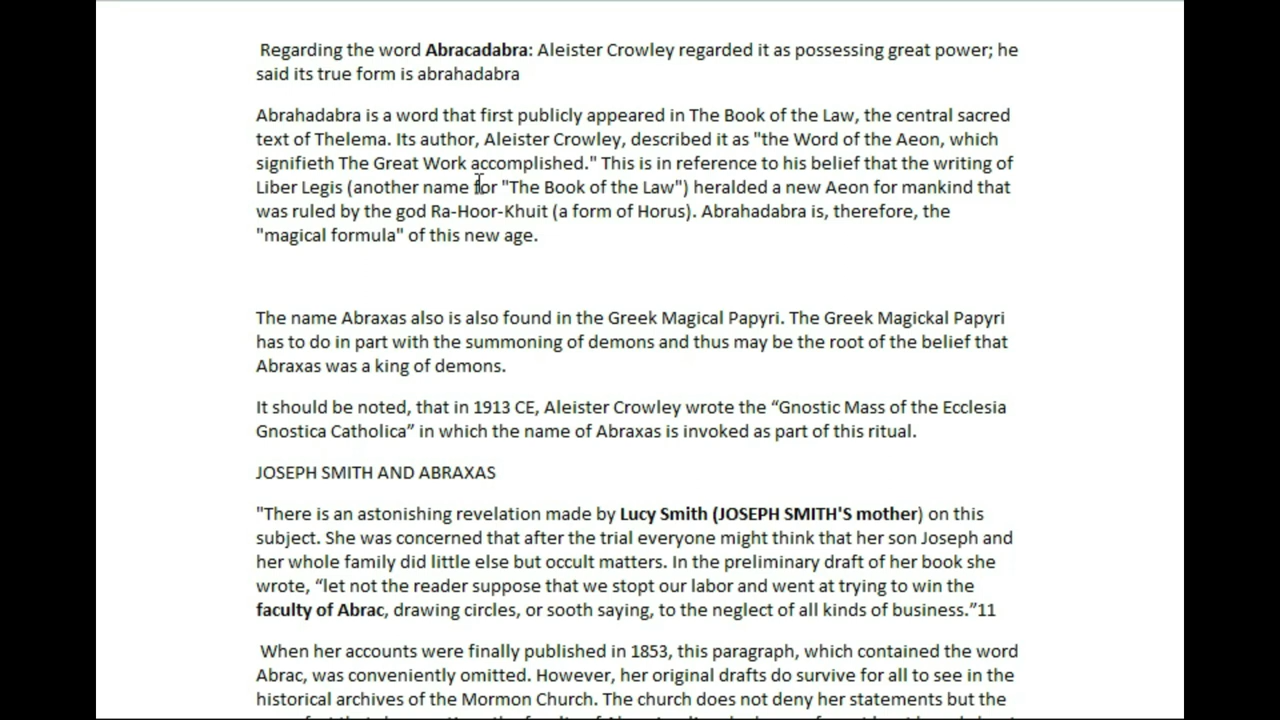 Regarding the word Abracadabra: Aleister Crowley regarded it as possessing great power; he
said its true form is abrahadabra
Abrahadabra is a word that first publicly appeared in The Book of the Law, the central sacred
text of Thelema. Its author, Aleister Crowley, described it as "the Word of the Aeon, which
signifieth The Great Work accomplished." This is in reference to his belief that the writing of
Liber Legis (another name for "The Book of the Law") heralded a new Aeon for mankind that
was ruled by the god Ra-Hoor-Khuit (a form of Horus). Abrahadabra is, therefore, the
"magical formula" of this new age.
The name Abraxas also is also found in the Greek Magical Papyri. The Greek Magickal Papyri
has to do in part with the summoning of demons and thus may be the root of the belief that
Abraxas was a king of demons.
It should be noted, that in 1913 CE, Aleister Crowley wrote the “Gnostic Mass of the Ecclesia
Gnostica Catholica” in which the name of Abraxas is invoked as part of this ritual.
JOSEPH SMITH AND ABRAXAS
"There is an astonishing revelation made by Lucy Smith (JOSEPH SMITH'S mother) on this
subject. She was concerned that after the trial everyone might think that her son Joseph and
her whole family did little else but occult matters. In the preliminary draft of her book she
wrote, “let not the reader suppose that we stopt our labor and went at trying to win the
faculty of Abrac, drawing circles, or sooth saying, to the neglect of all kinds of business.”11
When her accounts were finally published in 1853, this paragraph, which contained the word
Abrac, was conveniently omitted. However, her original drafts do survive for all to see in the
historical archives of the Mormon Church. The church does not deny her statements but the